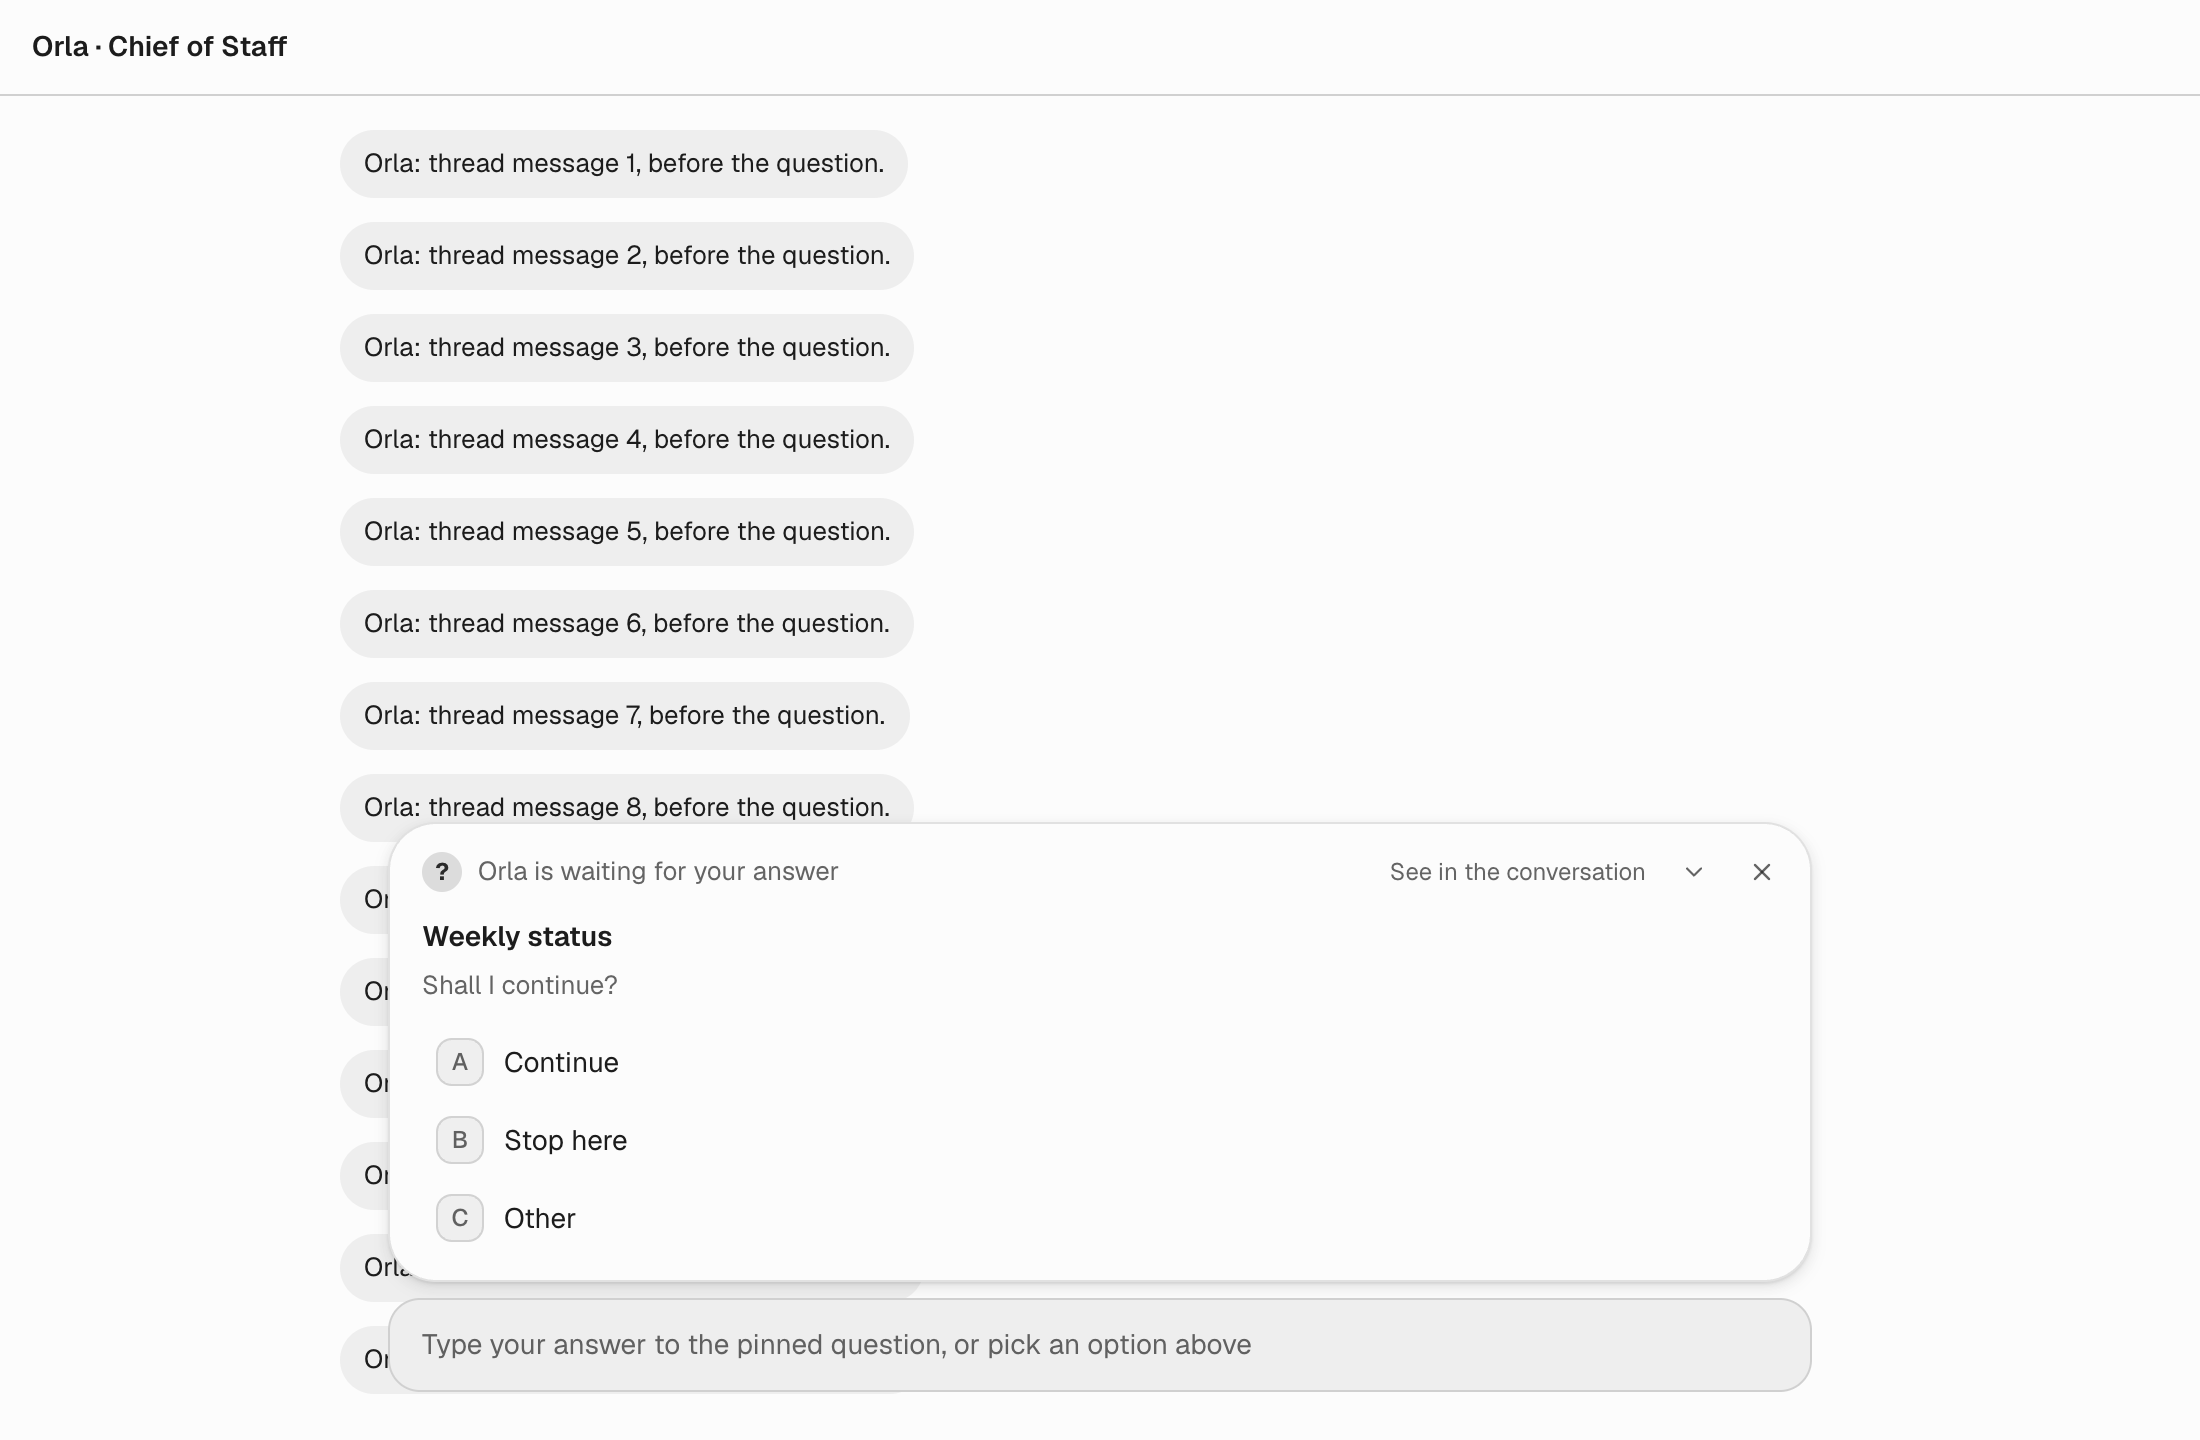 Orla · Chief of Staff
Orla: thread message 1, before the question.
Orla: thread message 2, before the question.
Orla: thread message 3, before the question.
Orla: thread message 4, before the question.
Orla: thread message 5, before the question.
Orla: thread message 6, before the question.
Orla: thread message 7, before the question.
Orla: thread message 8, before the question.
? Orla is waiting for your answer See in the conversation
Weekly status
Shall I continue?
A Continue
B Stop here
C Other
Type your answer to the pinned question, or pick an option above